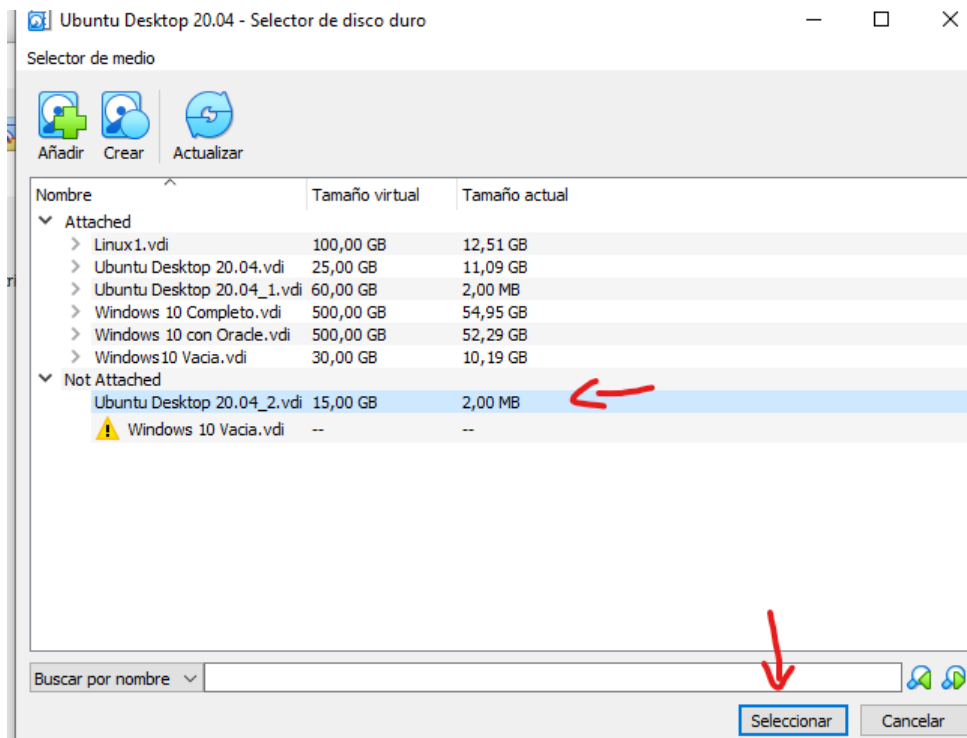 Ubuntu Desktop 20.04 - Selector de disco duro
Selector de medio
Añadir Crear Actualizar
Nombre Tamaño virtual Tamaño actual
Attached
Linux1.vdi 100,00 GB 12,51 GB
Ubuntu Desktop 20.04.vdi 25,00 GB 11,09 GB
Ubuntu Desktop 20.04_1.vdi 60,00 GB 2,00 MB
Windows 10 Completo.vdi 500,00 GB 54,95 GB
Windows 10 con Oracle.vdi 500,00 GB 52,29 GB
Windows10 Vacia.vdi 30,00 GB 10,19 GB
Not Attached
Ubuntu Desktop 20.04_2.vdi 15,00 GB 2,00 MB
Windows 10 Vacia.vdi -- --
Buscar por nombre
Seleccionar Cancelar